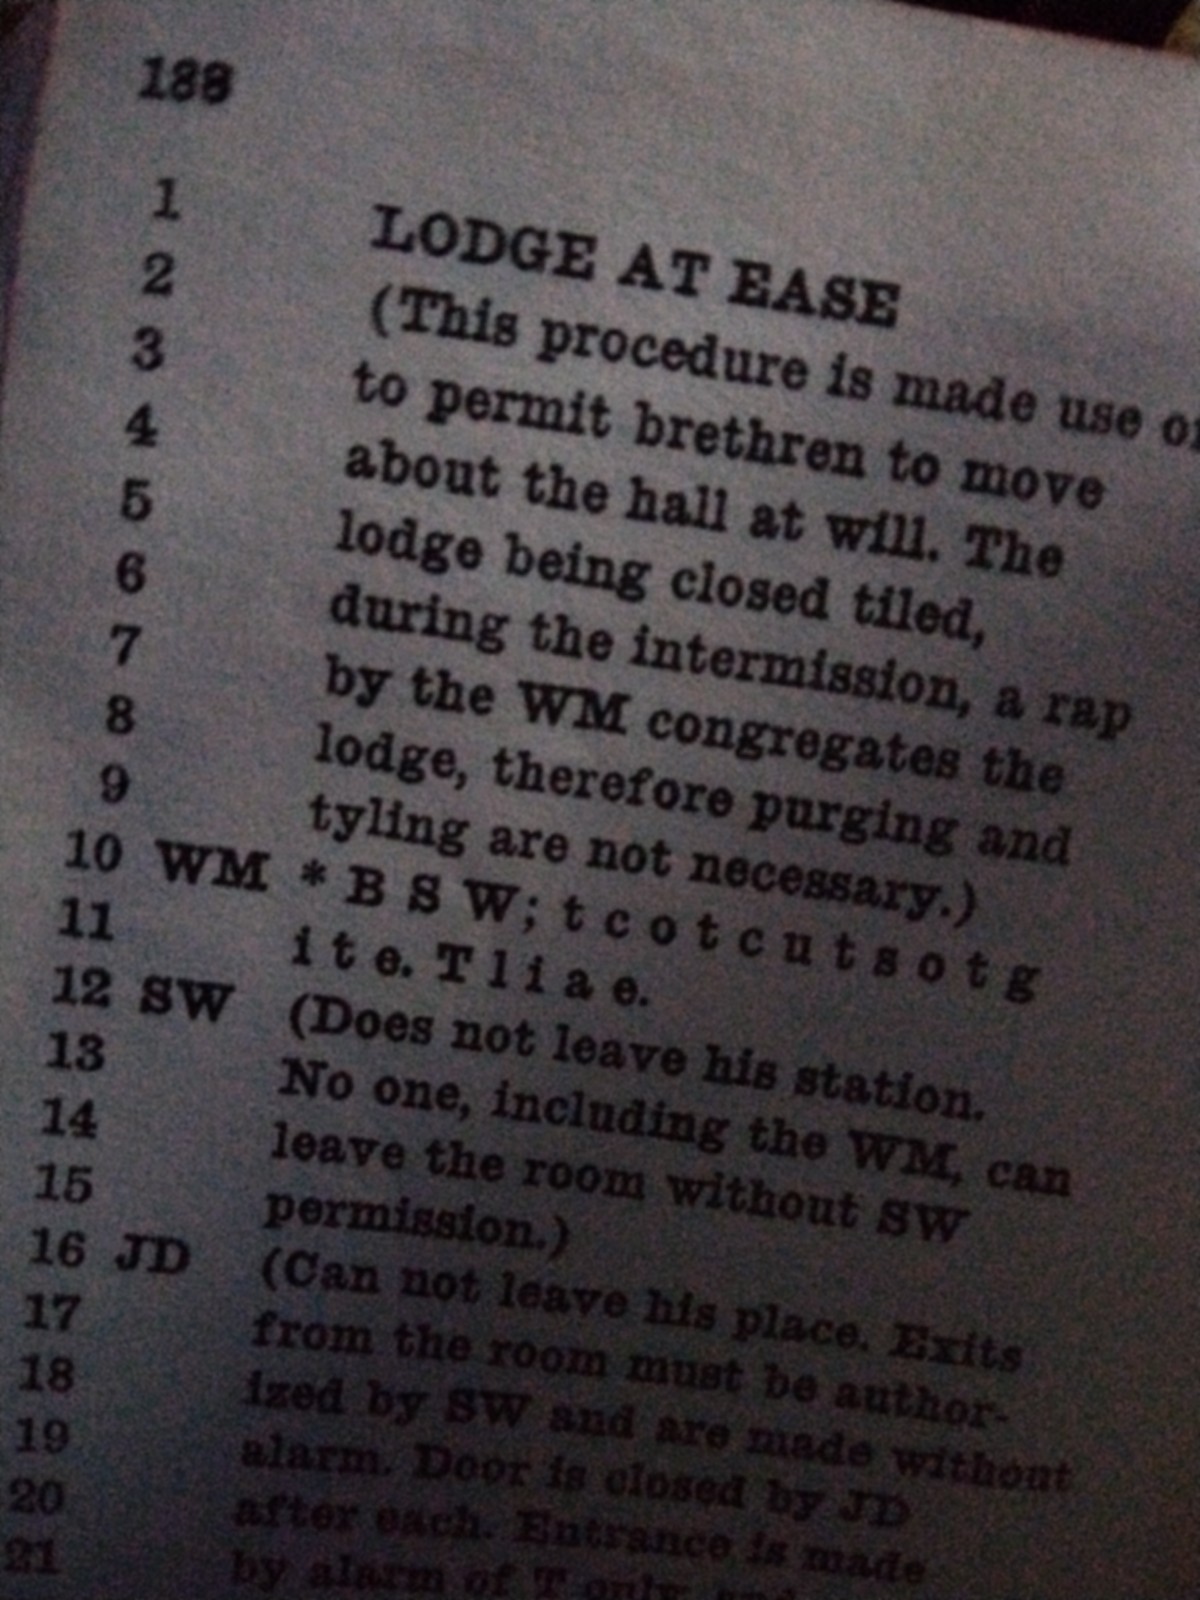 188
1 LODGE AT EASE
2 (This procedure is made use of
3 to permit brethren to move
4 about the hall at will. The
5 lodge being closed tiled,
6 during the intermission, a rap
7 by the WM congregates the
8 lodge, therefore purging and
9 tyling are not necessary.)
10 WM * B S W; t c o t c u t s o t g
11 i t e. T l i a e.
12 SW (Does not leave his station.
13 No one, including the WM, can
14 leave the room without SW
15 permission.)
16 JD (Can not leave his place. Exits
17 from the room must be author-
18 ized by SW and are made without
19 alarm. Door is closed by JD
20 after each. Entrance is made
21 by alarm of T only, and